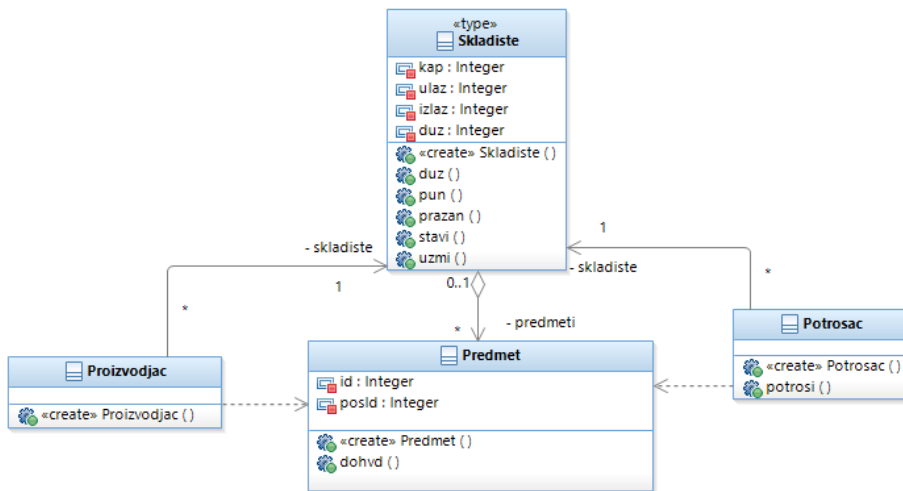 «type»
Skladiste
kap : Integer
ulaz : Integer
izlaz : Integer
duz : Integer
«create» Skladiste ( )
duz ( )
pun ( )
prazan ( )
stavi ( )
uzmi ( )
- skladiste
1
*
1
- skladiste
*
0..1
*
- predmeti
Proizvodjac
«create» Proizvodjac ( )
Predmet
id : Integer
posId : Integer
«create» Predmet ( )
dohvd ( )
Potrosac
«create» Potrosac ( )
potrosi ( )